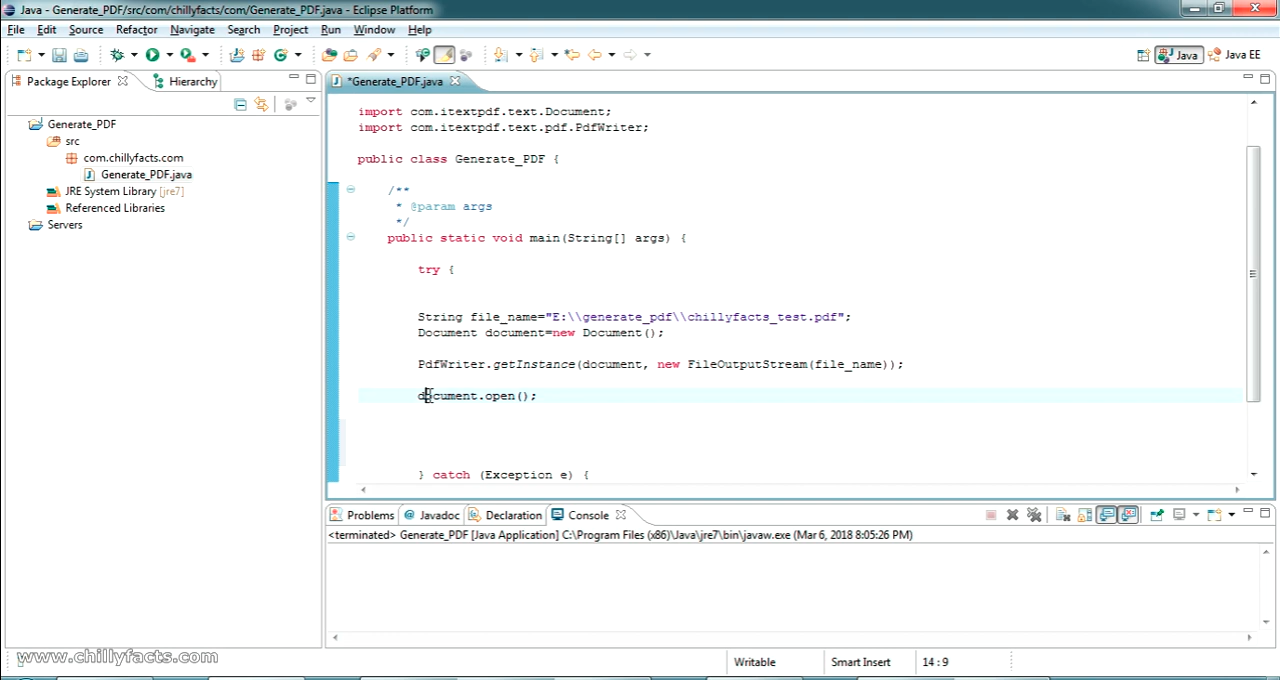 Java - Generate_PDF/src/com/chillyfacts/com/Generate_PDF.java - Eclipse Platform
File Edit Source Refactor Navigate Search Project Run Window Help
Java Java EE
Package Explorer Hierarchy
*Generate_PDF.java
Generate_PDF
src
com.chillyfacts.com
Generate_PDF.java
JRE System Library [jre7]
Referenced Libraries
Servers
import com.itextpdf.text.Document;
import com.itextpdf.text.pdf.PdfWriter;
public class Generate_PDF {
/**
* @param args
*/
public static void main(String[] args) {
try {
String file_name="E:\\generate_pdf\\chillyfacts_test.pdf";
Document document=new Document();
PdfWriter.getInstance(document, new FileOutputStream(file_name));
document.open();
} catch (Exception e) {
Problems @ Javadoc Declaration Console
<terminated> Generate_PDF [Java Application] C:\Program Files (x86)\Java\jre7\bin\javaw.exe (Mar 6, 2018 8:05:26 PM)
www.chillyfacts.com
Writable Smart Insert 14 : 9